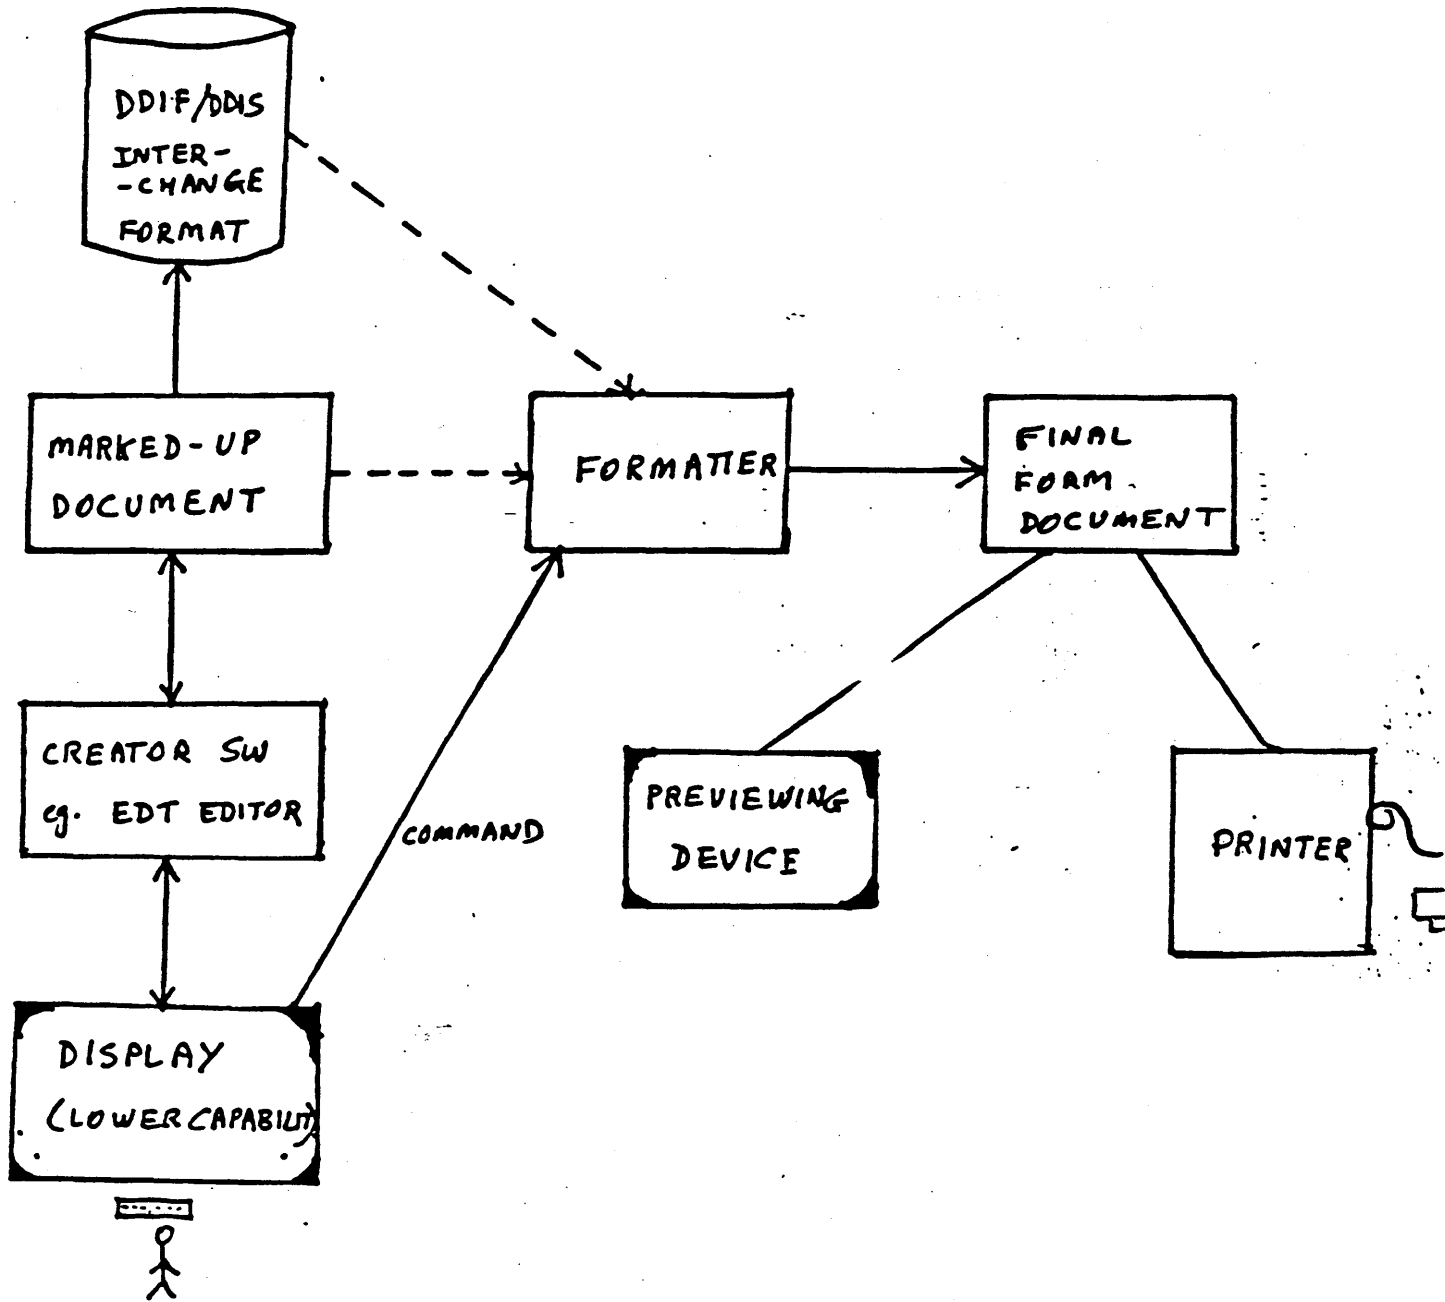 DDIF/DDIS
INTER-
-CHANGE
FORMAT
MARKED-UP
DOCUMENT
FORMATTER
FINAL
FORM
DOCUMENT
CREATOR SW
eg. EDT EDITOR
COMMAND
PREVIEWING
DEVICE
PRINTER
DISPLAY
(LOWER CAPABILITY)